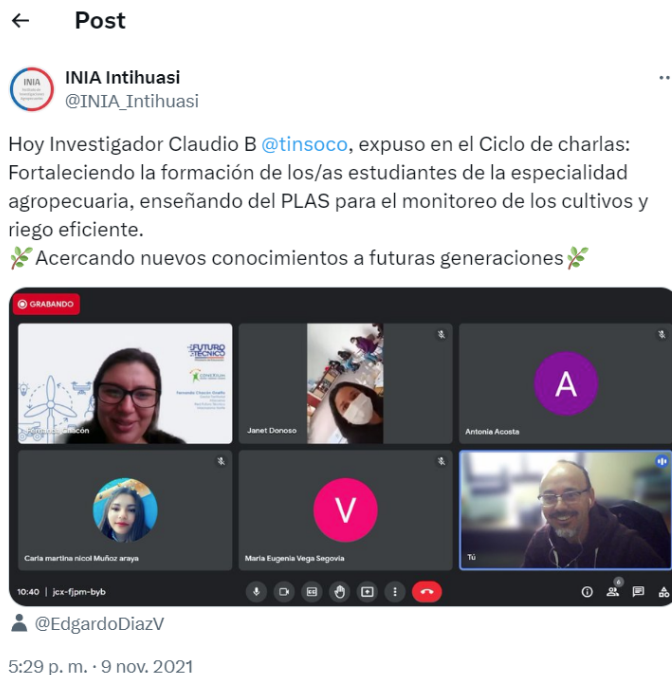 Post
INIA Intihuasi
@INIA_Intihuasi
INIA
Hoy Investigador Claudio B @tinsoco, expuso en el Ciclo de charlas:
Fortaleciendo la formación de los/as estudiantes de la especialidad
agropecuaria, enseñando del PLAS para el monitoreo de los cultivos y
riego eficiente.
Acercando nuevos conocimientos a futuras generaciones
GRABANDO
FUTURO
TÉCNICO
Janet Donoso
A
Antonia Acosta
Carla martina nicol Muñoz araya
V
Maria Eugenia Vega Segovia
Tú
10:40 | jcx-fjpm-byb
6
@EdgardoDiazV
5:29 p. m. · 9 nov. 2021